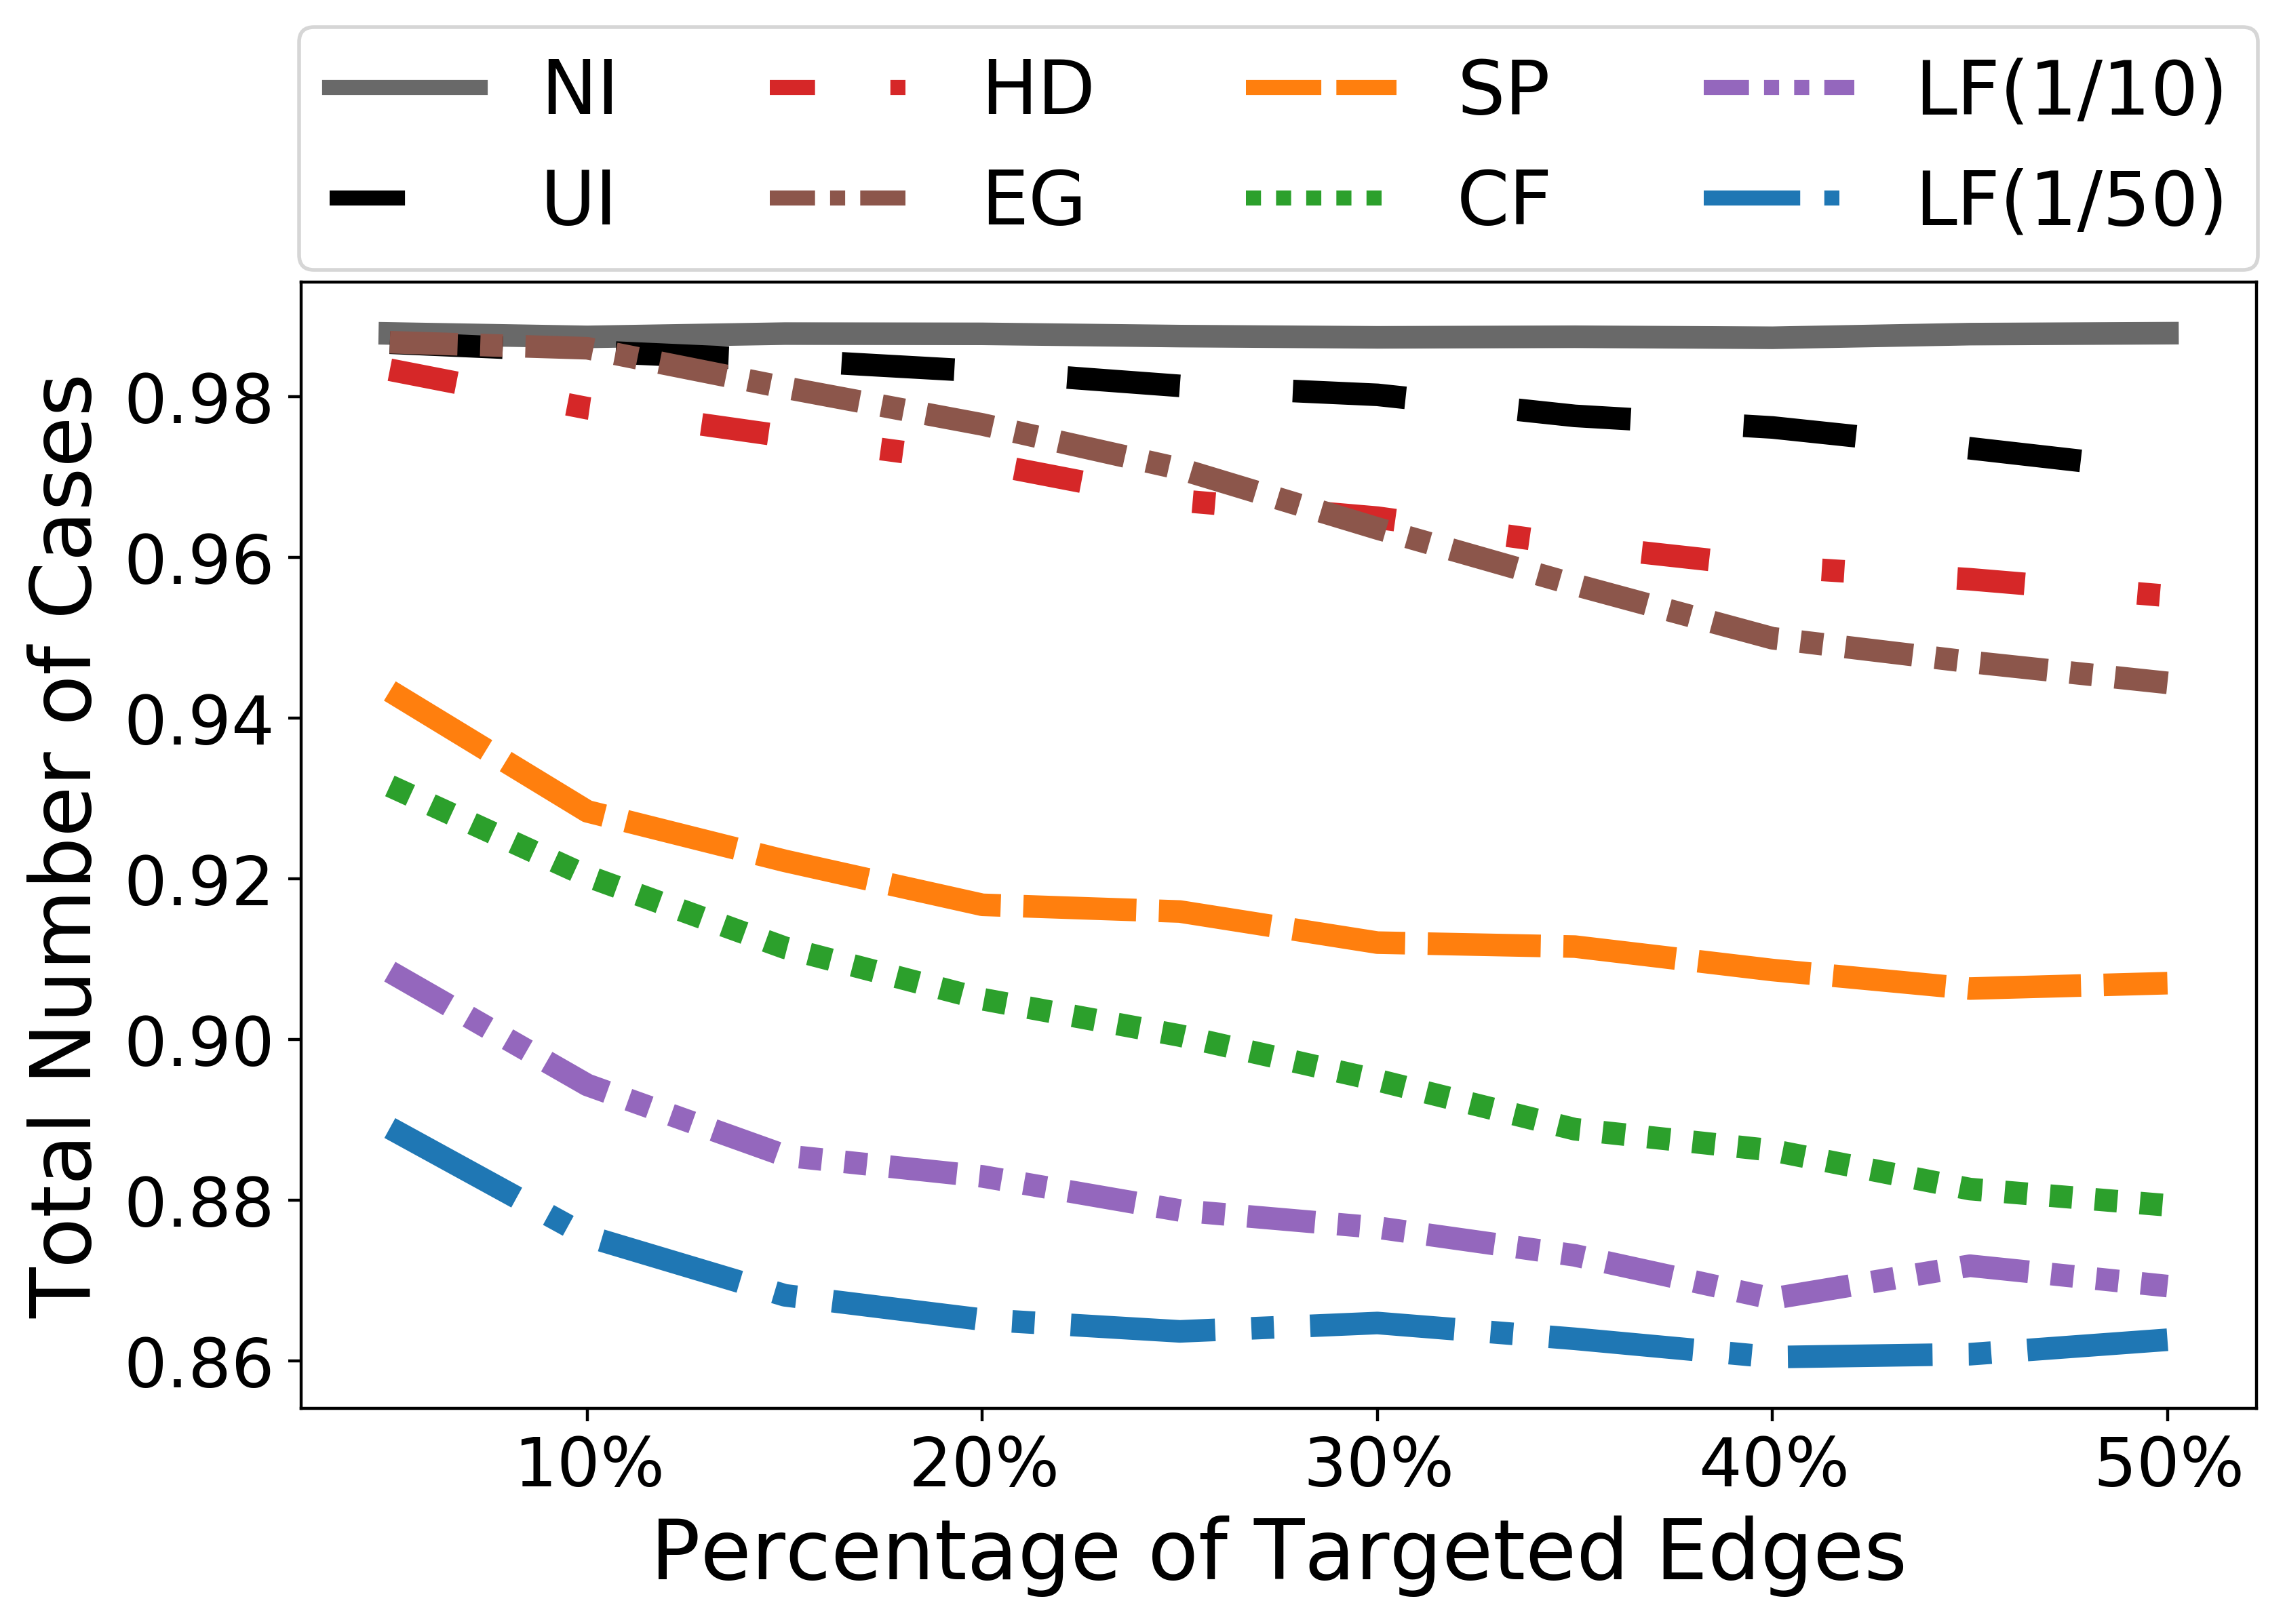 NI HD SP LF(1/10)
UI EG CF LF(1/50)
Total Number of Cases
0.98
0.96
0.94
0.92
0.90
0.88
0.86
10% 20% 30% 40% 50%
Percentage of Targeted Edges